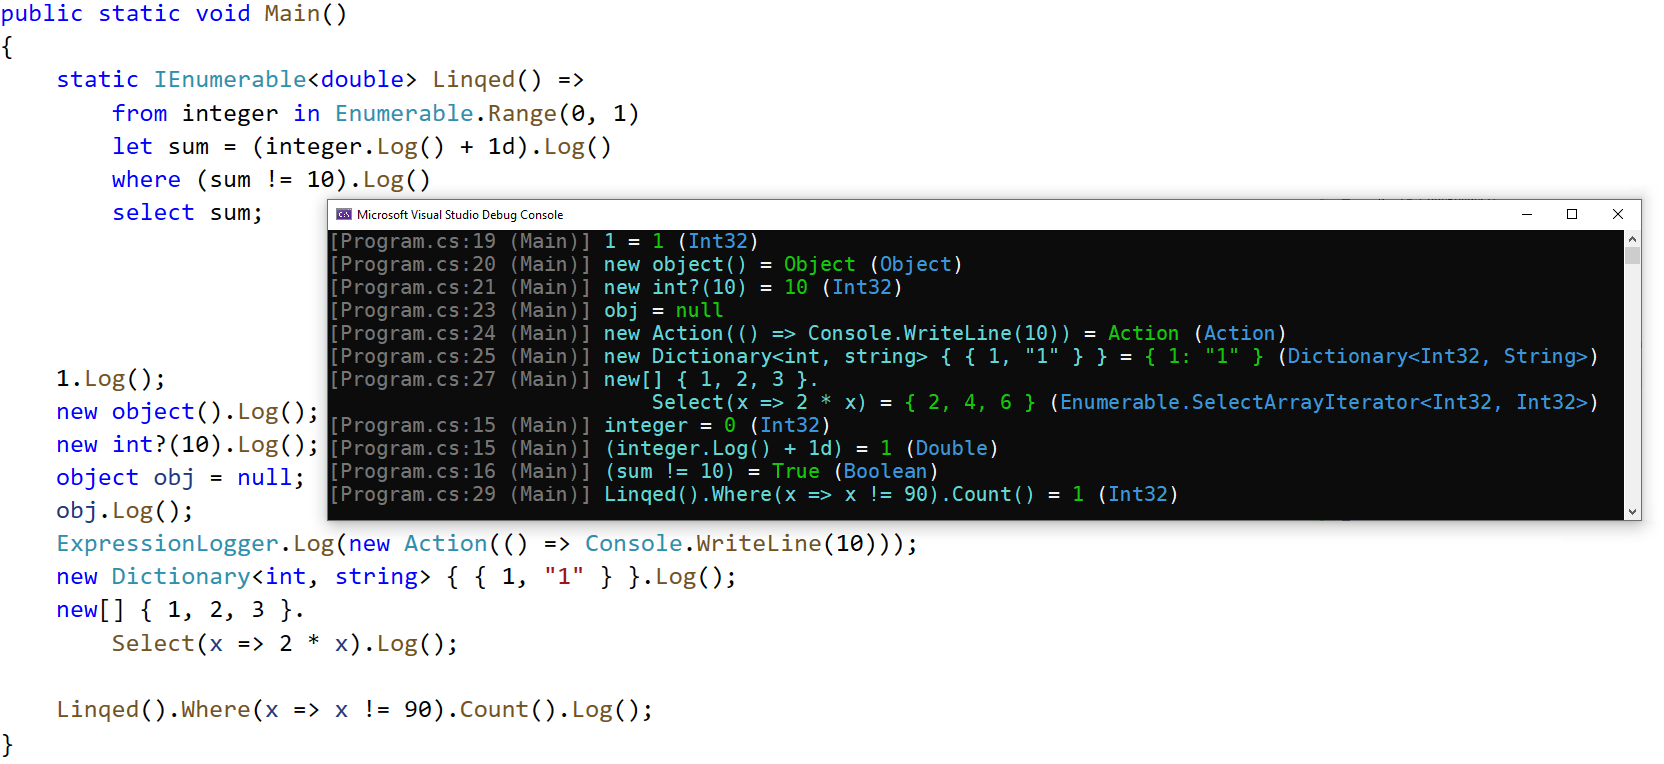 public static void Main()
{
    static IEnumerable<double> Linqed() =>
        from integer in Enumerable.Range(0, 1)
        let sum = (integer.Log() + 1d).Log()
        where (sum != 10).Log()
        select sum;
Microsoft Visual Studio Debug Console
[Program.cs:19 (Main)] 1 = 1 (Int32)
[Program.cs:20 (Main)] new object() = Object (Object)
[Program.cs:21 (Main)] new int?(10) = 10 (Int32)
[Program.cs:23 (Main)] obj = null
[Program.cs:24 (Main)] new Action(() => Console.WriteLine(10)) = Action (Action)
[Program.cs:25 (Main)] new Dictionary<int, string> { { 1, "1" } } = { 1: "1" } (Dictionary<Int32, String>)
[Program.cs:27 (Main)] new[] { 1, 2, 3 }.
                           Select(x => 2 * x) = { 2, 4, 6 } (Enumerable.SelectArrayIterator<Int32, Int32>)
[Program.cs:15 (Main)] integer = 0 (Int32)
[Program.cs:15 (Main)] (integer.Log() + 1d) = 1 (Double)
[Program.cs:16 (Main)] (sum != 10) = True (Boolean)
[Program.cs:29 (Main)] Linqed().Where(x => x != 90).Count() = 1 (Int32)
    1.Log();
    new object().Log();
    new int?(10).Log();
    object obj = null;
    obj.Log();
    ExpressionLogger.Log(new Action(() => Console.WriteLine(10)));
    new Dictionary<int, string> { { 1, "1" } }.Log();
    new[] { 1, 2, 3 }.
        Select(x => 2 * x).Log();
    Linqed().Where(x => x != 90).Count().Log();
}